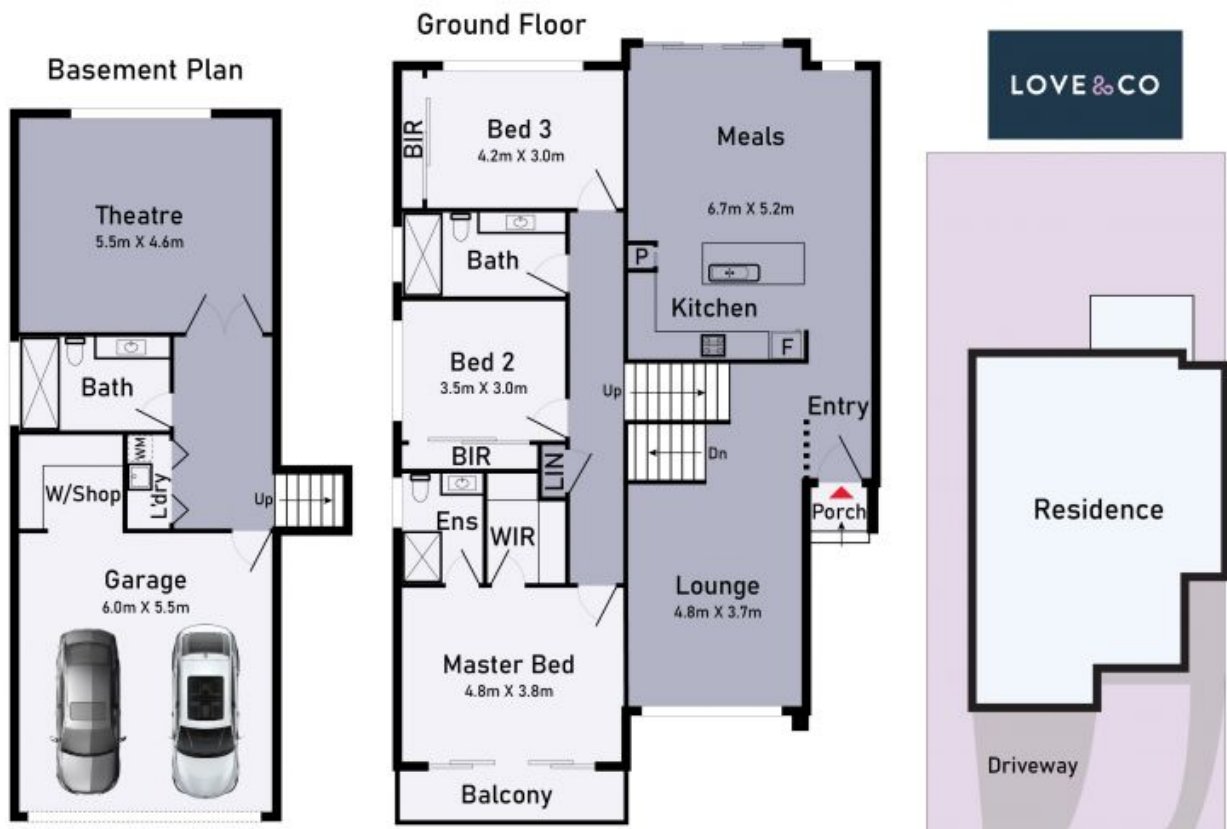 Basement Plan
Theatre
5.5m X 4.6m
Bath
W/Shop
WM
L'dry
Up
Garage
6.0m X 5.5m
Ground Floor
BIR
Bed 3
4.2m X 3.0m
Meals
6.7m X 5.2m
Bath
P
Kitchen
F
Bed 2
3.5m X 3.0m
Up
Entry
BIR
LIN
Dn
Ens
WIR
Porch
Lounge
4.8m X 3.7m
Master Bed
4.8m X 3.8m
Balcony
LOVE & CO
Residence
Driveway